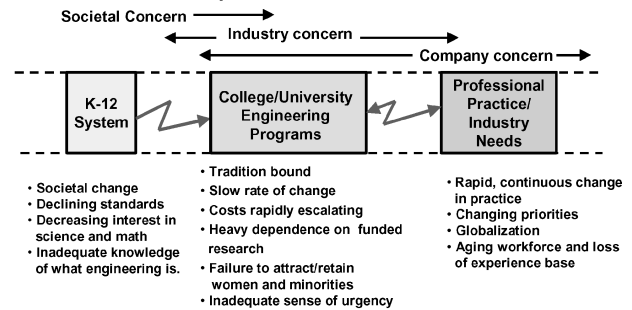 Societal Concern
Industry concern
Company concern
K-12
System
College/University
Engineering
Programs
Professional
Practice/
Industry
Needs
• Societal change
• Declining standards
• Decreasing interest in
science and math
• Inadequate knowledge
of what engineering is.
• Tradition bound
• Slow rate of change
• Costs rapidly escalating
• Heavy dependence on funded
research
• Failure to attract/retain
women and minorities
• Inadequate sense of urgency
• Rapid, continuous change
in practice
• Changing priorities
• Globalization
• Aging workforce and loss
of experience base